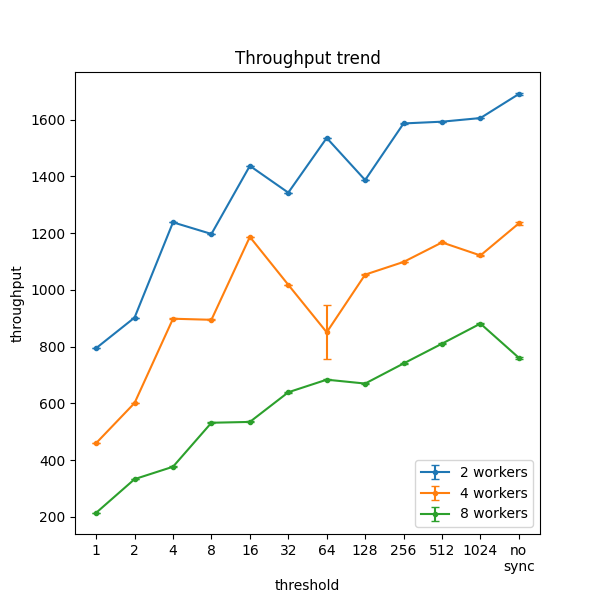 Throughput trend
throughput
1600
1400
1200
1000
800
600
400
200
1 2 4 8 16 32 64 128 256 512 1024 no sync
threshold
2 workers
4 workers
8 workers